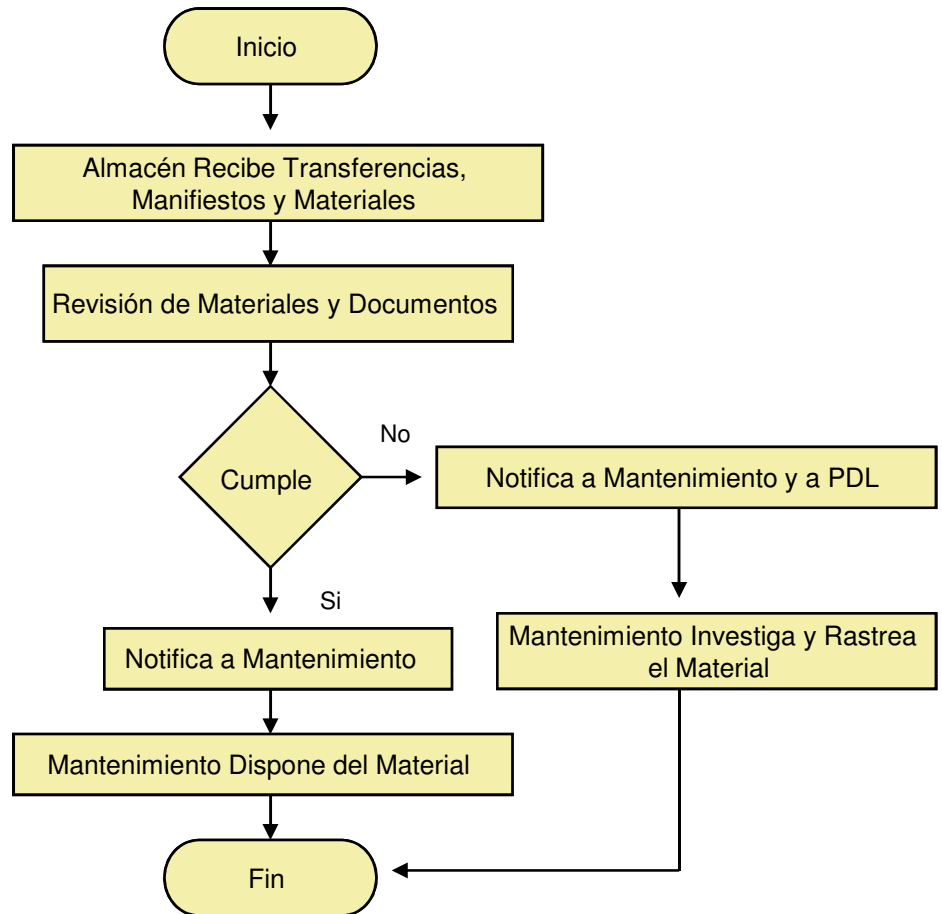 Inicio
Almacén Recibe Transferencias,
Manifiestos y Materiales
Revisión de Materiales y Documentos
Cumple
No
Notifica a Mantenimiento y a PDL
Si
Mantenimiento Investiga y Rastrea
el Material
Notifica a Mantenimiento
Mantenimiento Dispone del Material
Fin